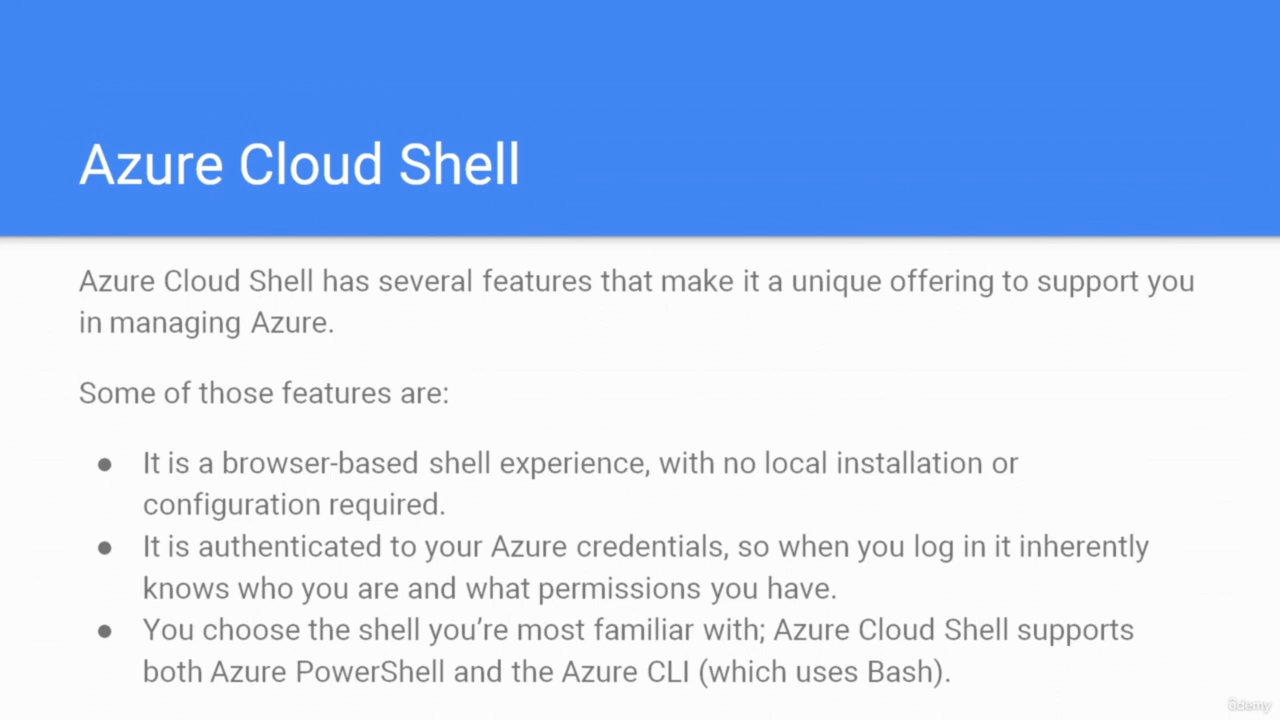 Azure Cloud Shell
Azure Cloud Shell has several features that make it a unique offering to support you
in managing Azure.
Some of those features are:
● It is a browser-based shell experience, with no local installation or
configuration required.
● It is authenticated to your Azure credentials, so when you log in it inherently
knows who you are and what permissions you have.
● You choose the shell you’re most familiar with; Azure Cloud Shell supports
both Azure PowerShell and the Azure CLI (which uses Bash).
ûdemy